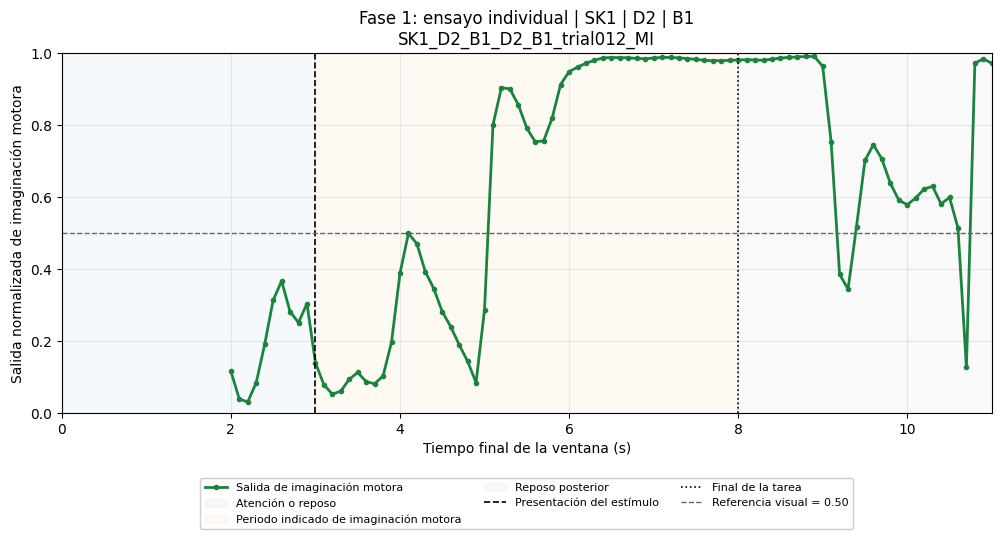 Fase 1: ensayo individual | SK1 | D2 | B1
SK1_D2_B1_D2_B1_trial012_MI
Salida normalizada de imaginación motora
1.0
0.8
0.6
0.4
0.2
0.0
0 2 4 6 8 10
Tiempo final de la ventana (s)
Salida de imaginación motora
Atención o reposo
Periodo indicado de imaginación motora
Reposo posterior
Presentación del estímulo
Final de la tarea
Referencia visual = 0.50